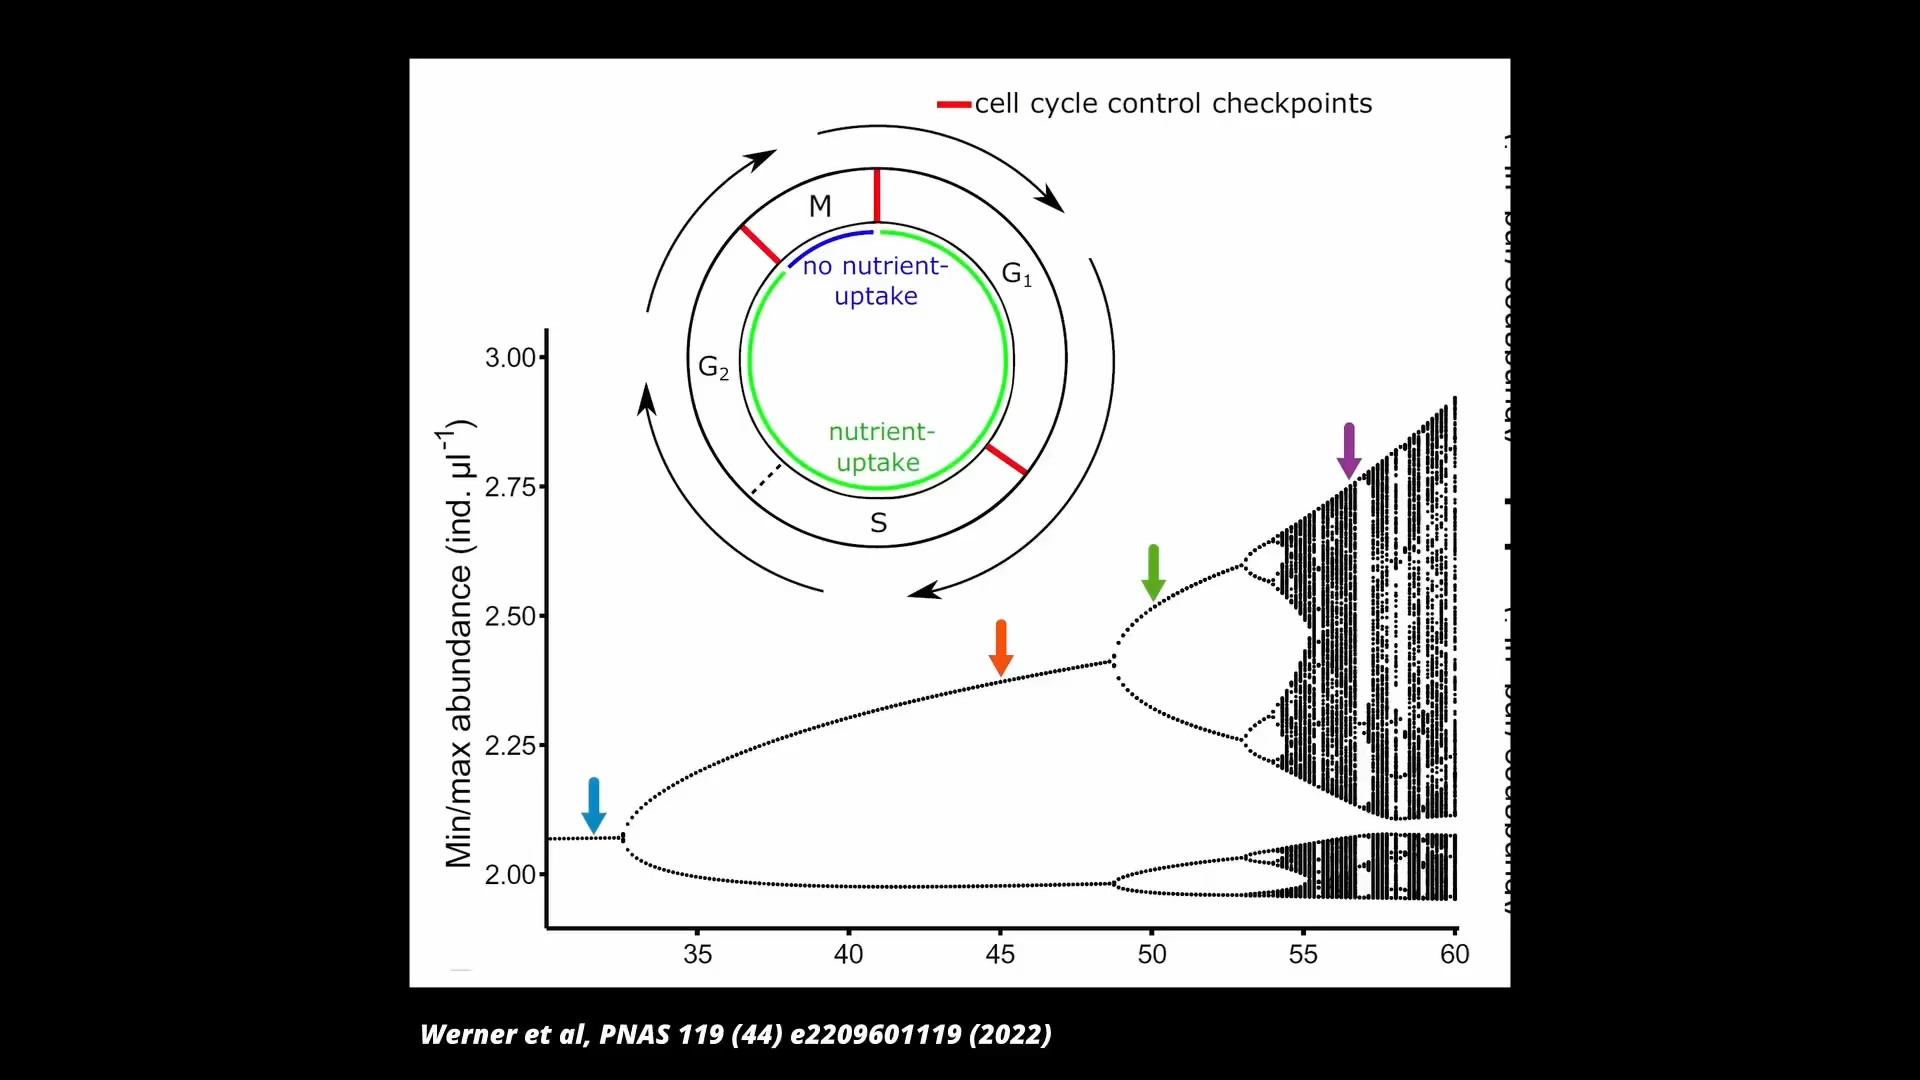 cell cycle control checkpoints
M
no nutrient-
uptake
G₁
G₂
nutrient-
uptake
S
Min/max abundance (ind. µl⁻¹)
3.00
2.75
2.50
2.25
2.00
35 40 45 50 55 60
Werner et al, PNAS 119 (44) e2209601119 (2022)